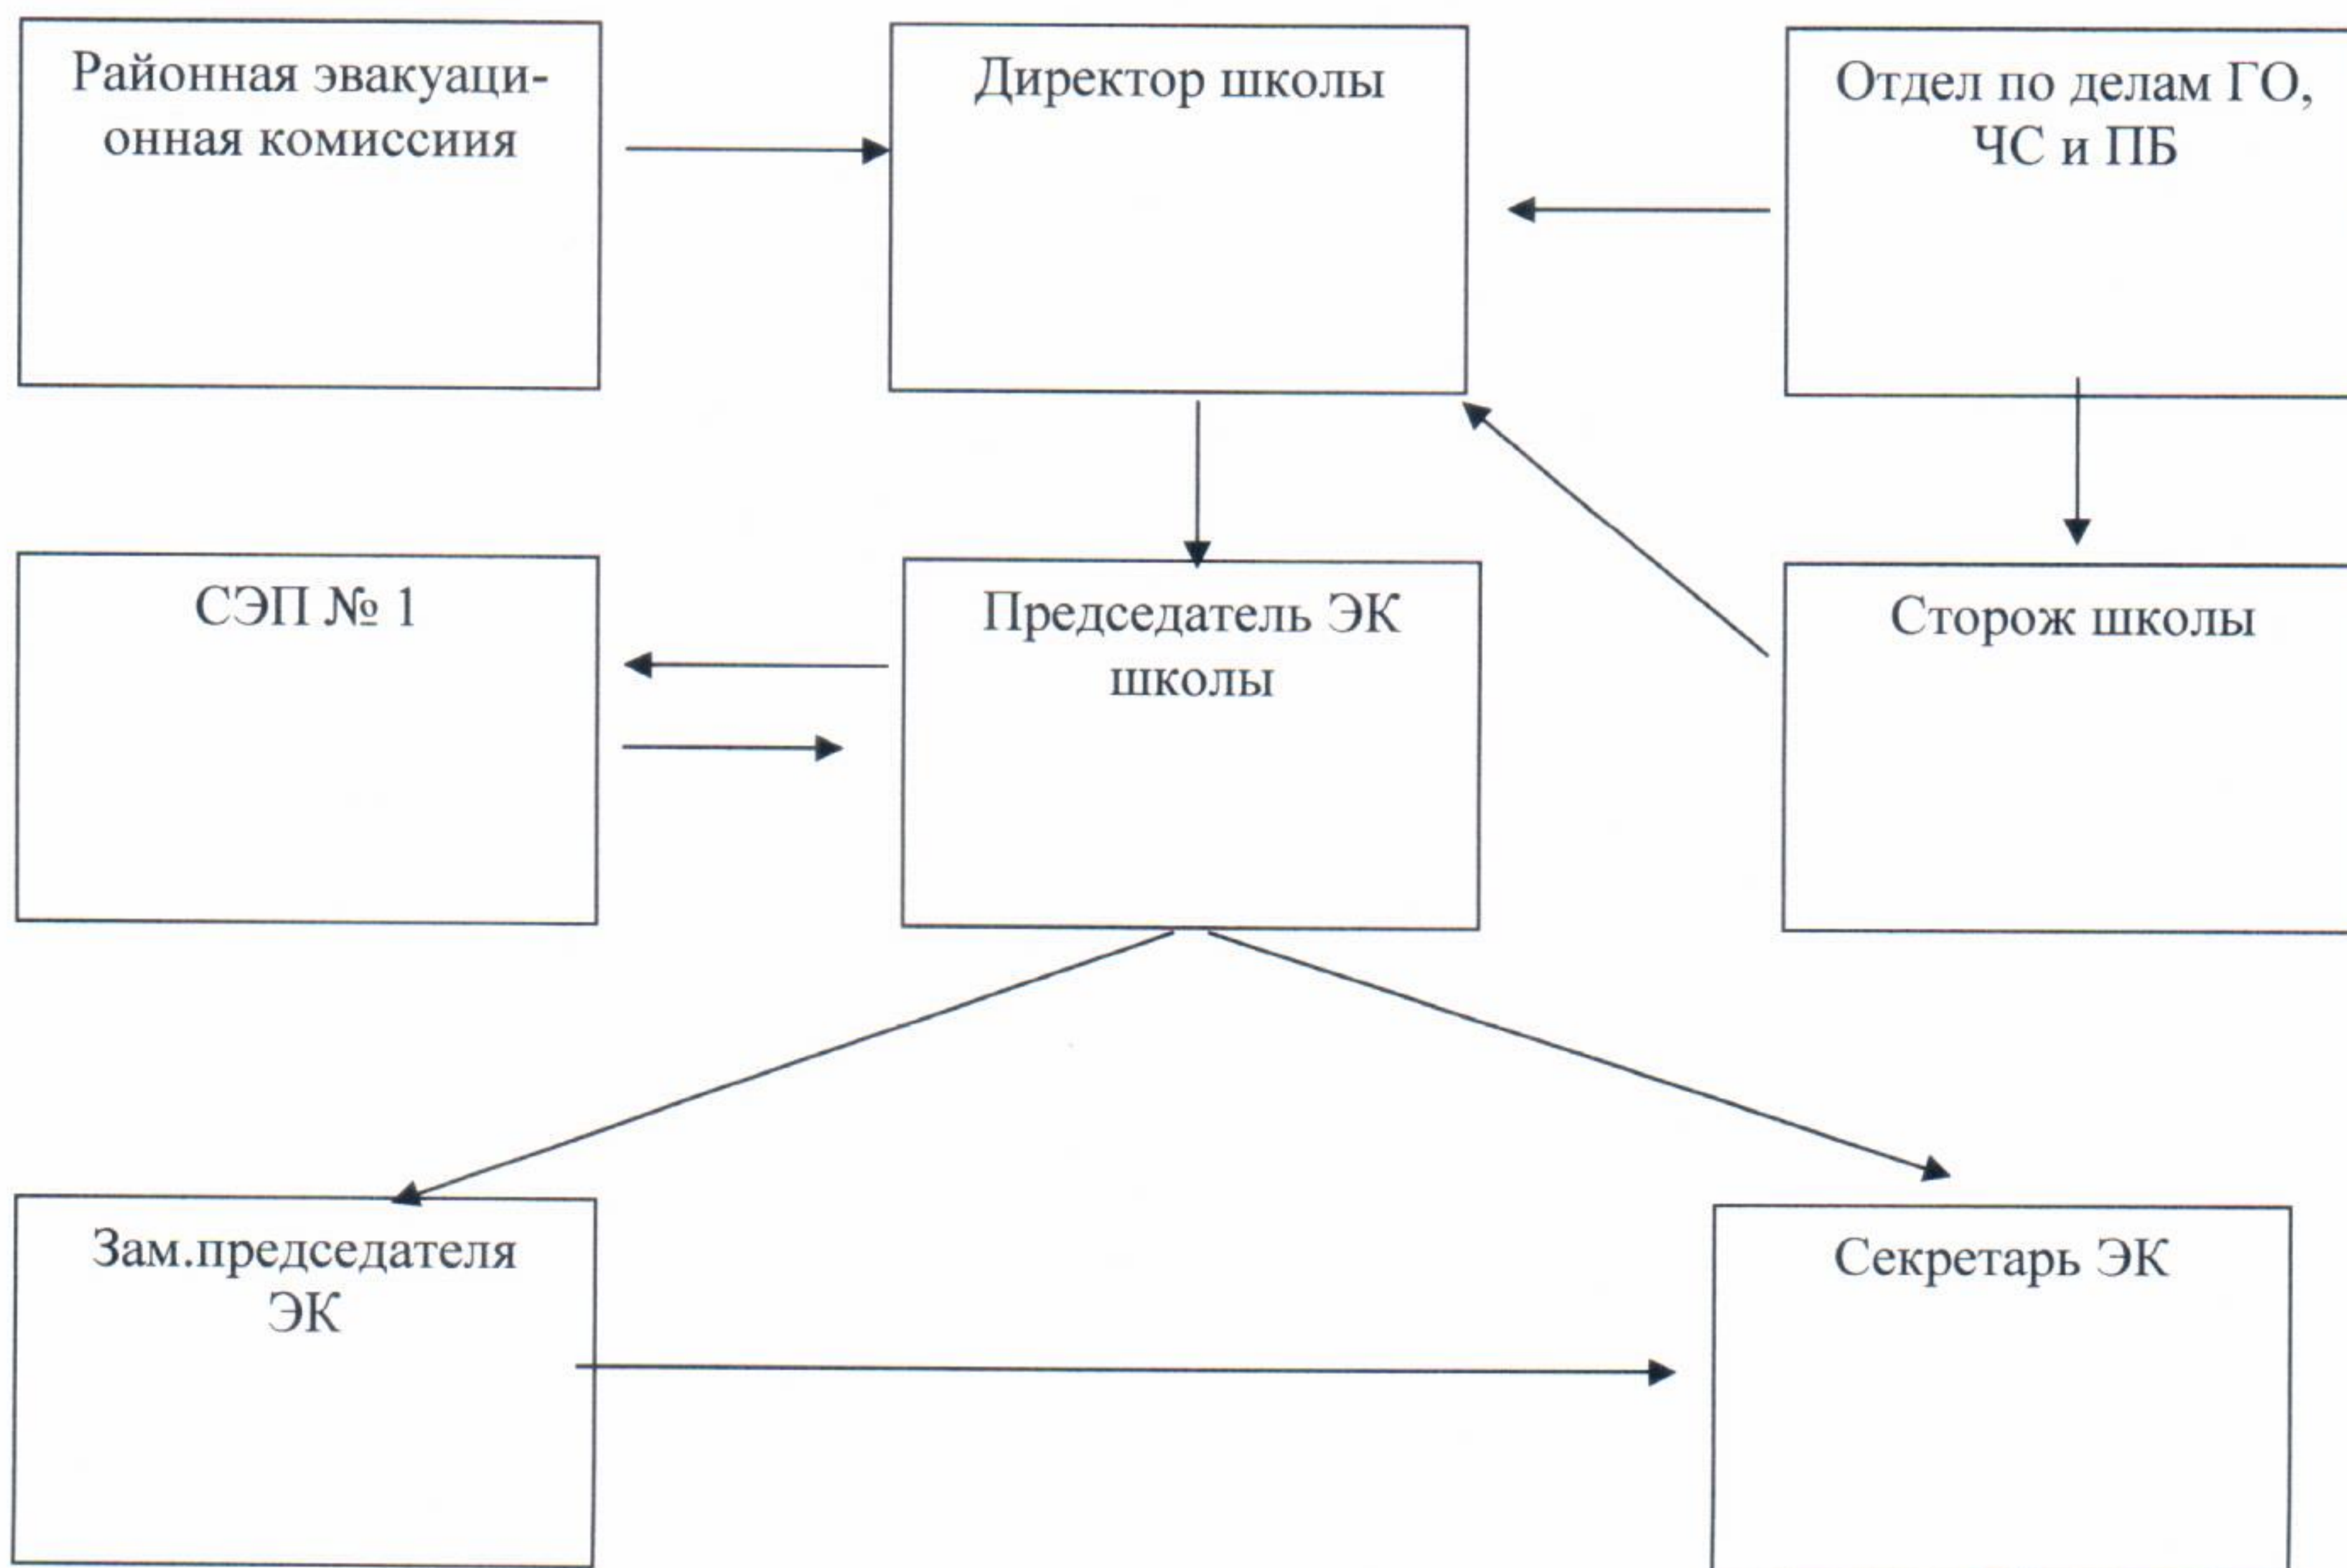 Районная эвакуаци-
онная комиссиия
Директор школы
Отдел по делам ГО,
ЧС и ПБ
СЭП № 1
Председатель ЭК
школы
Сторож школы
Зам.председателя
ЭК
Секретарь ЭК